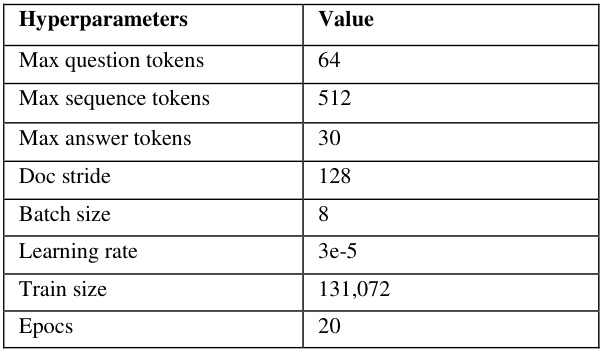 Hyperparameters Value
Max question tokens 64
Max sequence tokens 512
Max answer tokens 30
Doc stride 128
Batch size 8
Learning rate 3e-5
Train size 131,072
Epocs 20